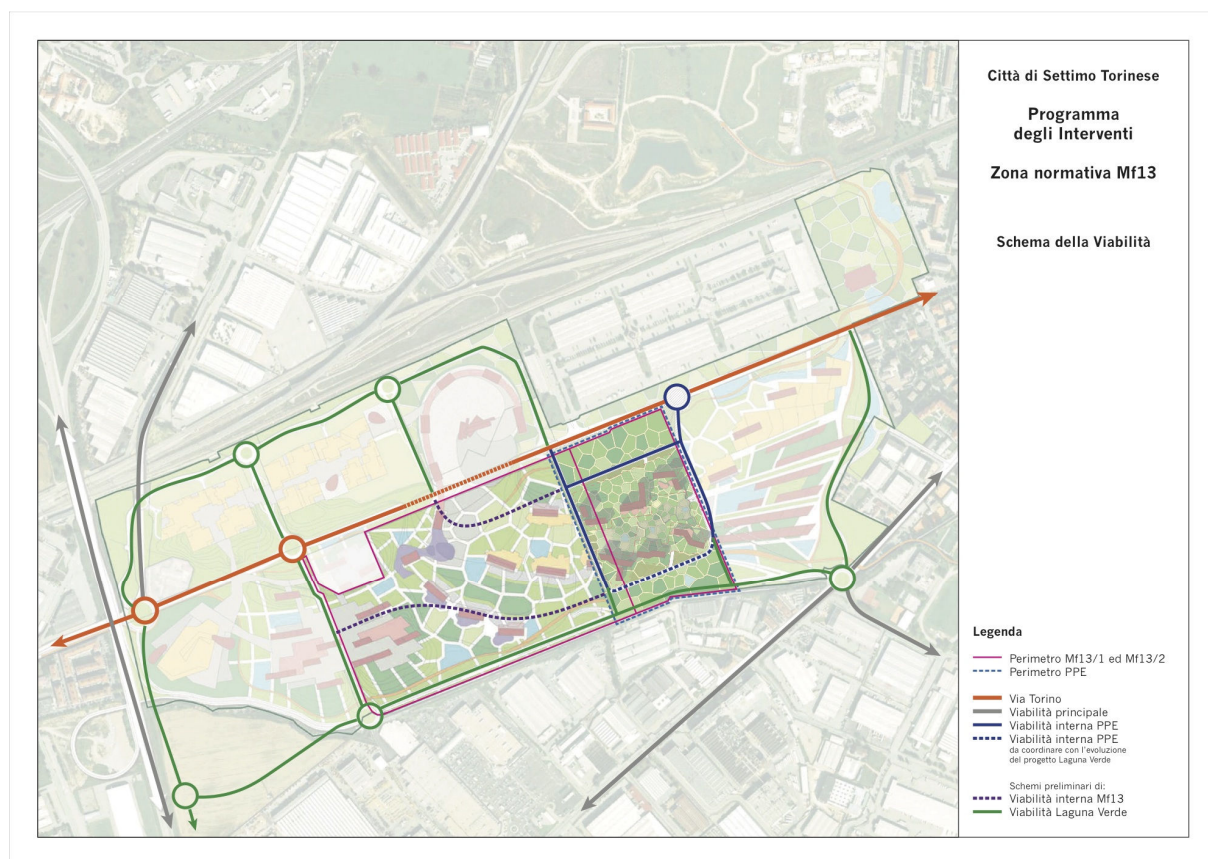 Città di Settimo Torinese
Programma
degli Interventi
Zona normativa Mf13
Schema della Viabilità
Legenda
Perimetro Mf13/1 ed Mf13/2
Perimetro PPE
Via Torino
Viabilità principale
Viabilità interna PPE
Viabilità interna PPE
da coordinare con l'evoluzione
del progetto Laguna Verde
Schemi preliminari di:
Viabilità interna Mf13
Viabilità Laguna Verde